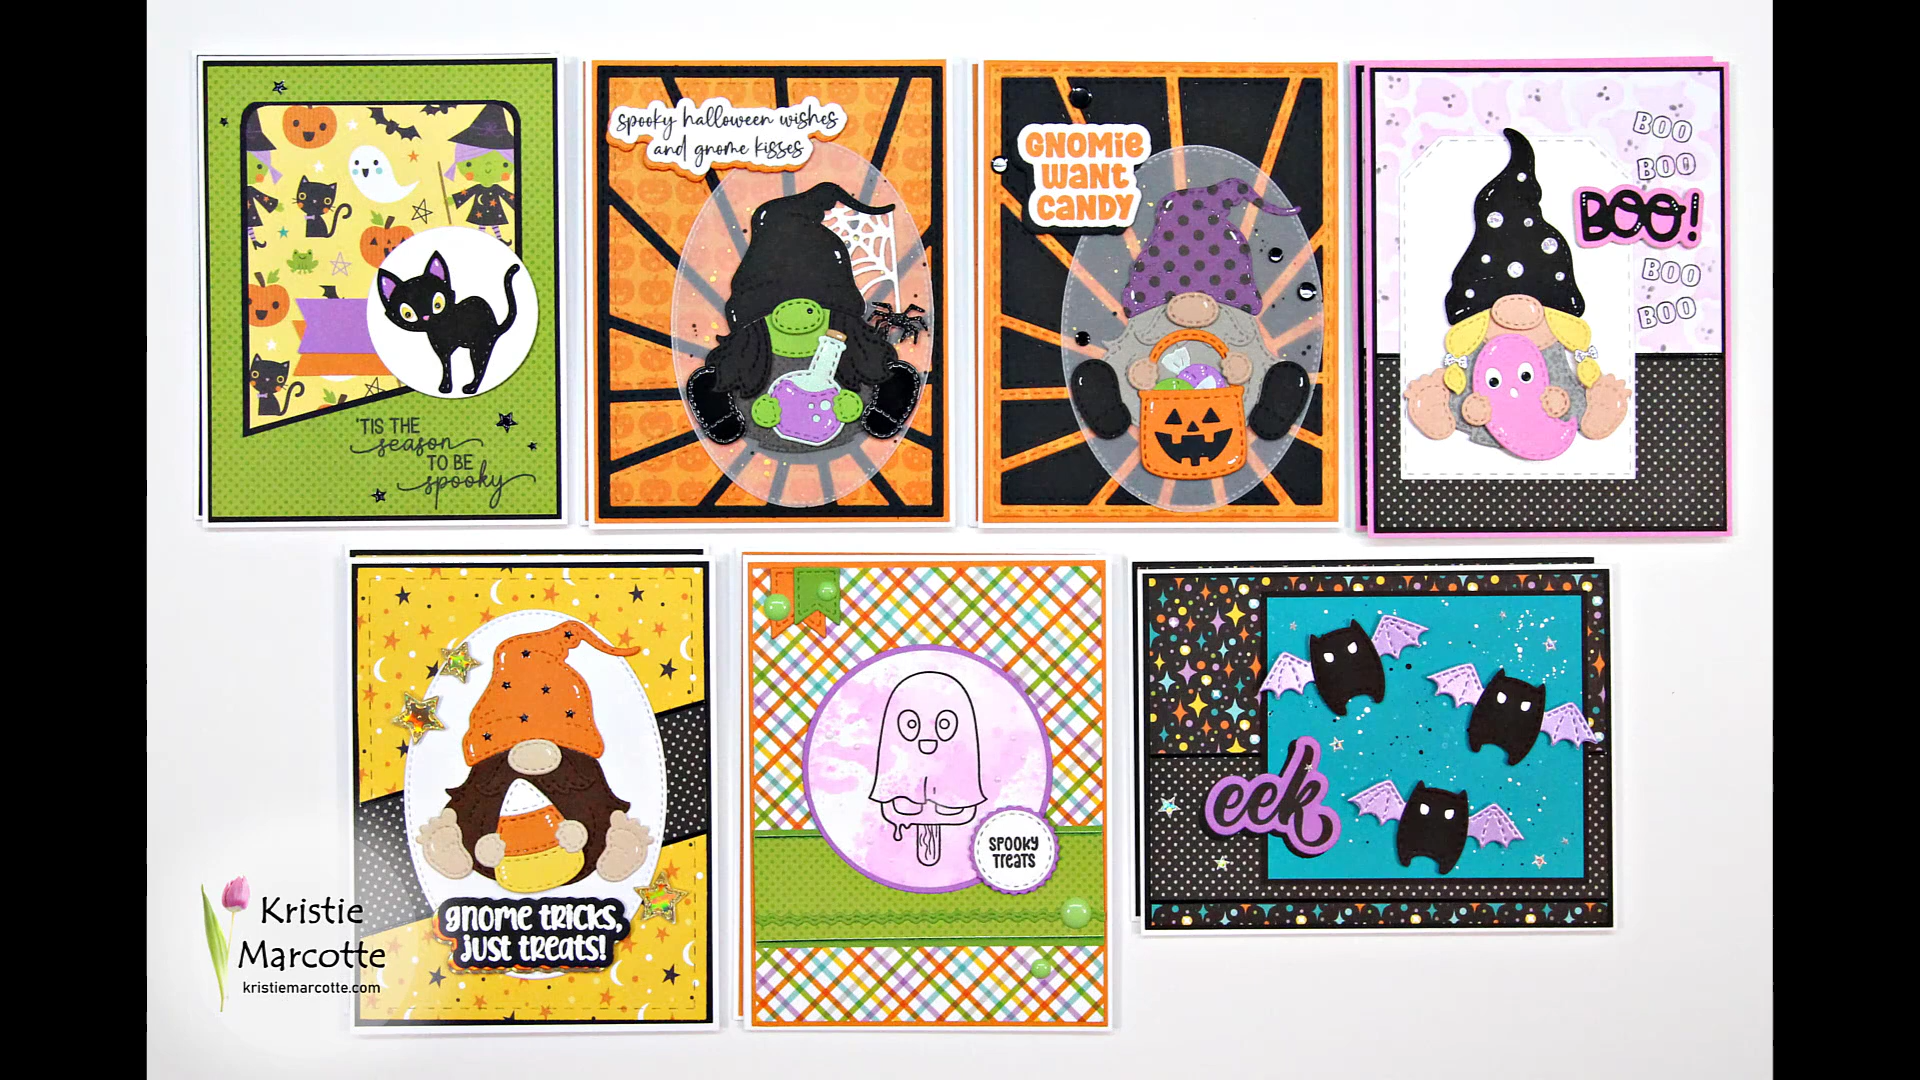 'TIS THE
season
TO BE
spooky
spooky halloween wishes
and gnome kisses
GNOMiE
WANT
CANDY
BOO
BOO
BOO!
BOO
BOO
gnome tricks,
just treats!
SPOOKY
TREATS
eek
Kristie
Marcotte
kristiemarcotte.com